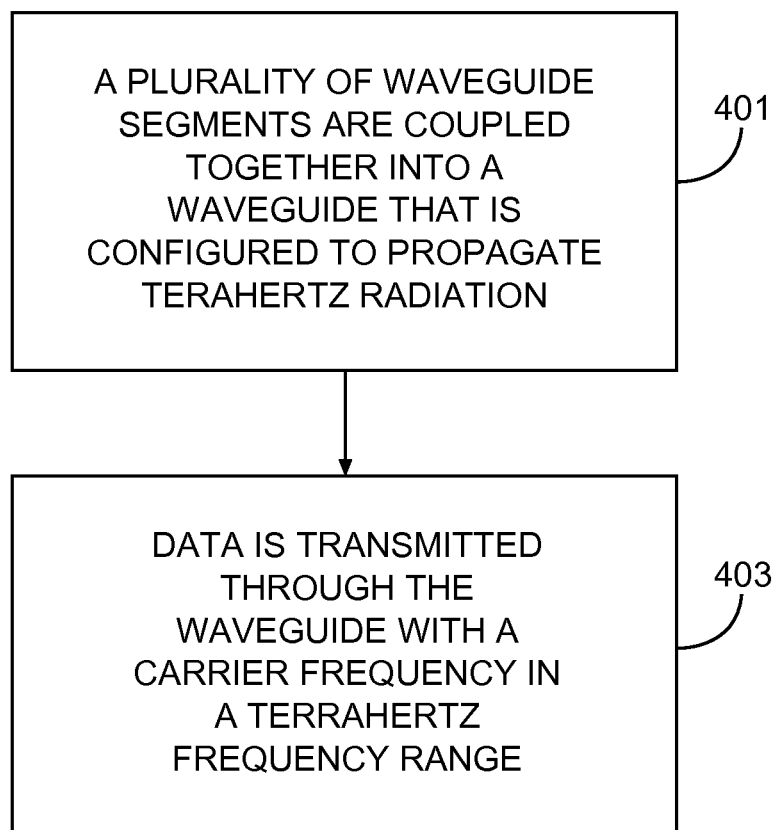 A PLURALITY OF WAVEGUIDE
SEGMENTS ARE COUPLED
TOGETHER INTO A
WAVEGUIDE THAT IS
CONFIGURED TO PROPAGATE
TERAHERTZ RADIATION
401
DATA IS TRANSMITTED
THROUGH THE
WAVEGUIDE WITH A
CARRIER FREQUENCY IN
A TERRAHERTZ
FREQUENCY RANGE
403